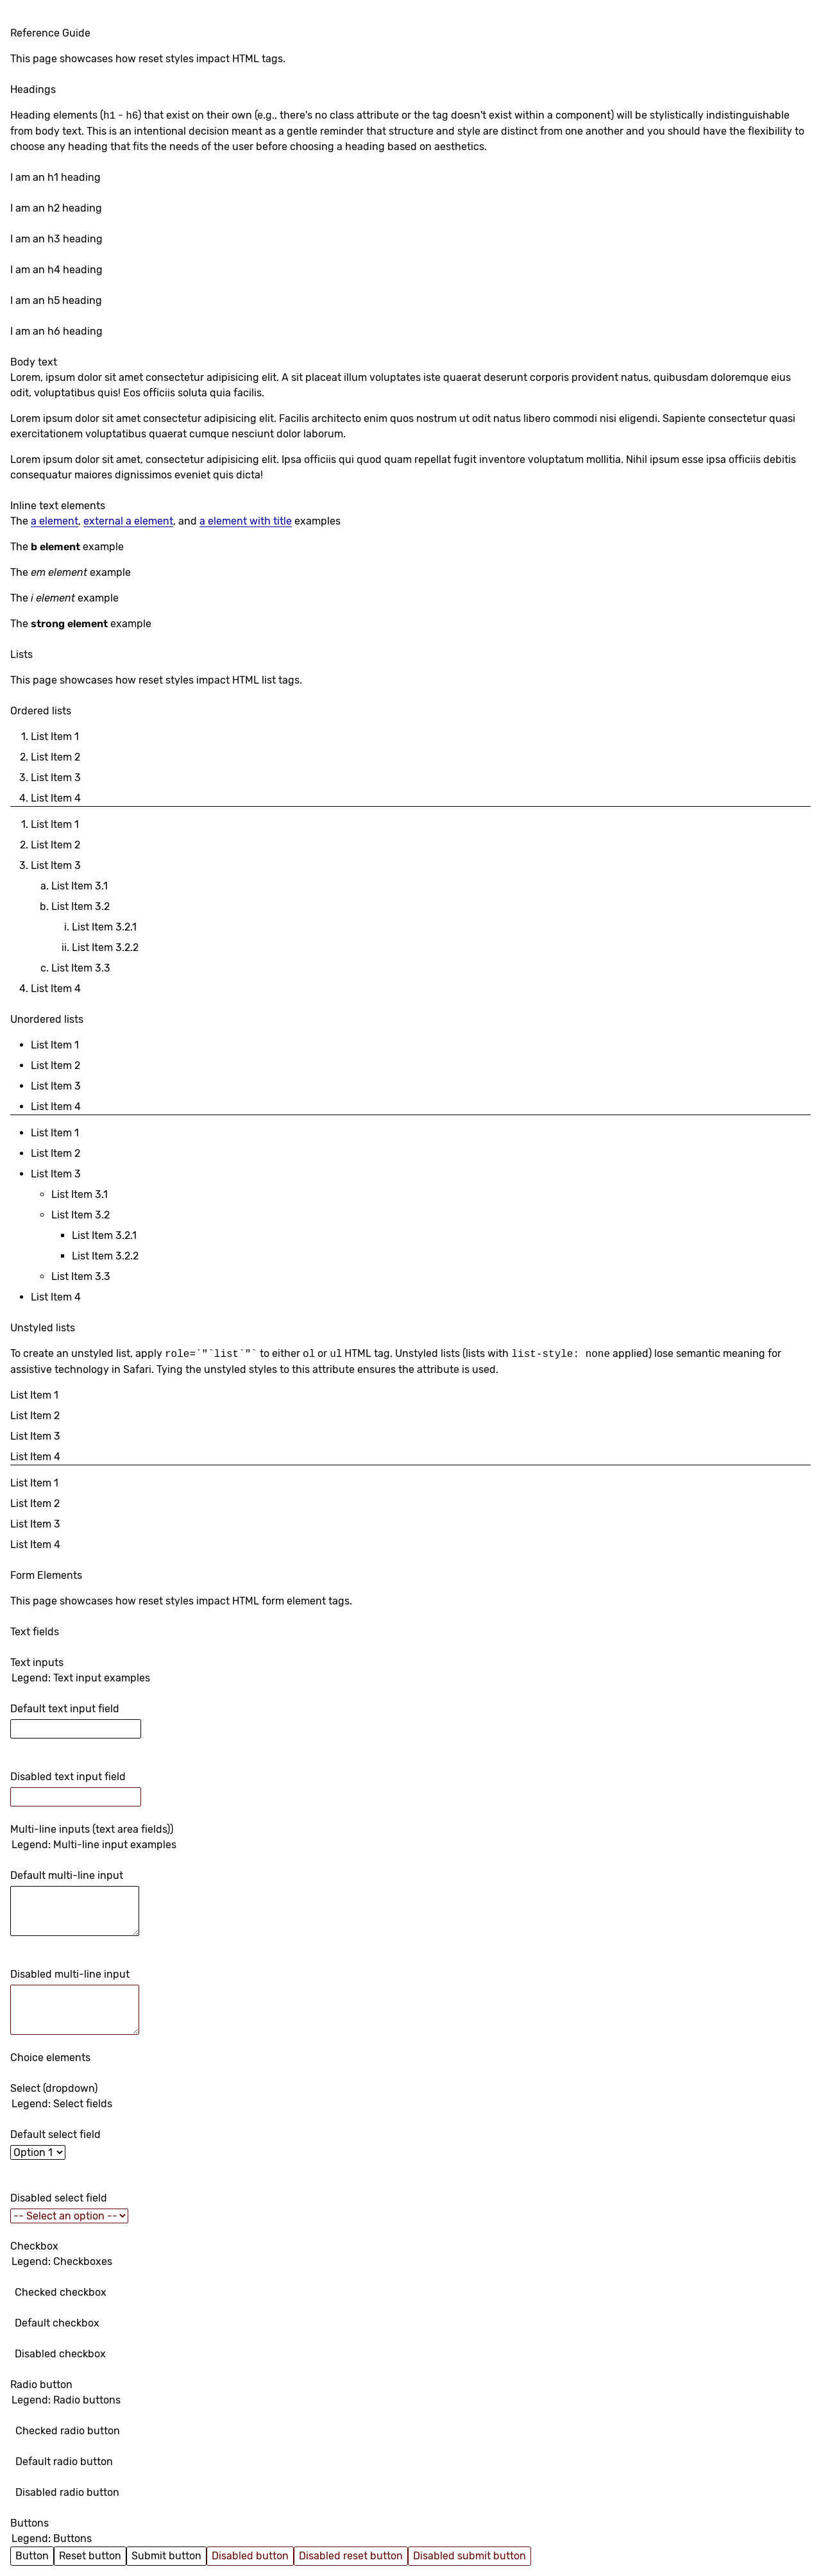 Reference Guide
This page showcases how reset styles impact HTML tags.
Headings
Heading elements (h1 - h6) that exist on their own (e.g., there's no class attribute or the tag doesn't exist within a component) will be stylistically indistinguishable
from body text. This is an intentional decision meant as a gentle reminder that structure and style are distinct from one another and you should have the flexibility to
choose any heading that fits the needs of the user before choosing a heading based on aesthetics.
I am an h1 heading
I am an h2 heading
I am an h3 heading
I am an h4 heading
I am an h5 heading
I am an h6 heading
Body text
Lorem, ipsum dolor sit amet consectetur adipisicing elit. A sit placeat illum voluptates iste quaerat deserunt corporis provident natus, quibusdam doloremque eius
odit, voluptatibus quis! Eos officiis soluta quia facilis.
Lorem ipsum dolor sit amet consectetur adipisicing elit. Facilis architecto enim quos nostrum ut odit natus libero commodi nisi eligendi. Sapiente consectetur quasi
exercitationem voluptatibus quaerat cumque nesciunt dolor laborum.
Lorem ipsum dolor sit amet, consectetur adipisicing elit. Ipsa officiis qui quod quam repellat fugit inventore voluptatum mollitia. Nihil ipsum esse ipsa officiis debitis
consequatur maiores dignissimos eveniet quis dicta!
Inline text elements
The a element, external a element, and a element with title examples
The b element example
The em element example
The i element example
The strong element example
Lists
This page showcases how reset styles impact HTML list tags.
Ordered lists
1. List Item 1
2. List Item 2
3. List Item 3
4. List Item 4
1. List Item 1
2. List Item 2
3. List Item 3
a. List Item 3.1
b. List Item 3.2
i. List Item 3.2.1
ii. List Item 3.2.2
c. List Item 3.3
4. List Item 4
Unordered lists
• List Item 1
• List Item 2
• List Item 3
• List Item 4
• List Item 1
• List Item 2
• List Item 3
◦ List Item 3.1
◦ List Item 3.2
▪ List Item 3.2.1
▪ List Item 3.2.2
◦ List Item 3.3
• List Item 4
Unstyled lists
To create an unstyled list, apply role=`"`list`"` to either ol or ul HTML tag. Unstyled lists (lists with list-style: none applied) lose semantic meaning for
assistive technology in Safari. Tying the unstyled styles to this attribute ensures the attribute is used.
List Item 1
List Item 2
List Item 3
List Item 4
List Item 1
List Item 2
List Item 3
List Item 4
Form Elements
This page showcases how reset styles impact HTML form element tags.
Text fields
Text inputs
Legend: Text input examples
Default text input field
Disabled text input field
Multi-line inputs (text area fields))
Legend: Multi-line input examples
Default multi-line input
Disabled multi-line input
Choice elements
Select (dropdown)
Legend: Select fields
Default select field
Option 1
Disabled select field
-- Select an option --
Checkbox
Legend: Checkboxes
Checked checkbox
Default checkbox
Disabled checkbox
Radio button
Legend: Radio buttons
Checked radio button
Default radio button
Disabled radio button
Buttons
Legend: Buttons
Button Reset button Submit button Disabled button Disabled reset button Disabled submit button